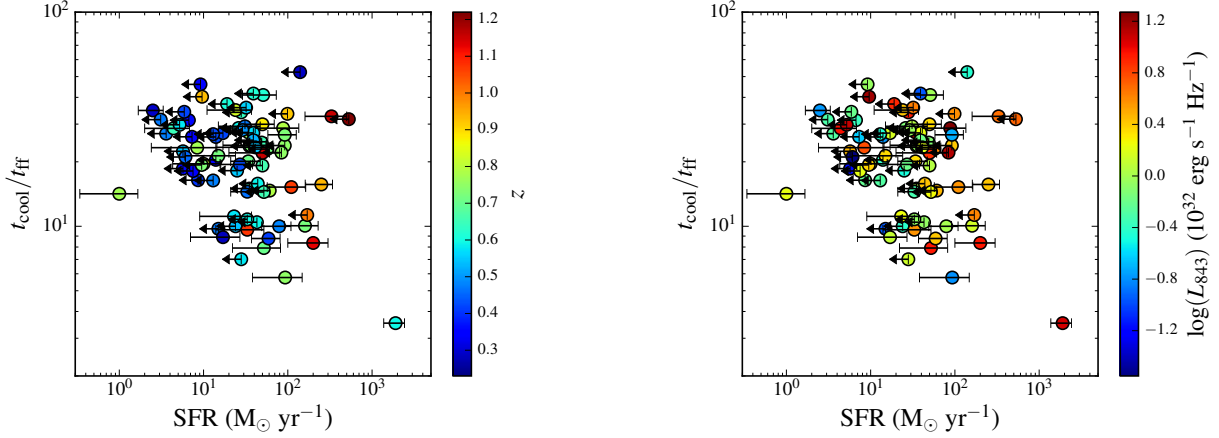 10²
10¹
t_cool/t_ff
10⁰ 10¹ 10² 10³
SFR (M⊙ yr⁻¹)
1.2
1.1
1.0
0.9
0.8
0.7
0.6
0.5
0.4
0.3
z
10²
10¹
t_cool/t_ff
10⁰ 10¹ 10² 10³
SFR (M⊙ yr⁻¹)
1.2
0.8
0.4
0.0
−0.4
−0.8
−1.2
log(L₈₄₃) (10³² erg s⁻¹ Hz⁻¹)